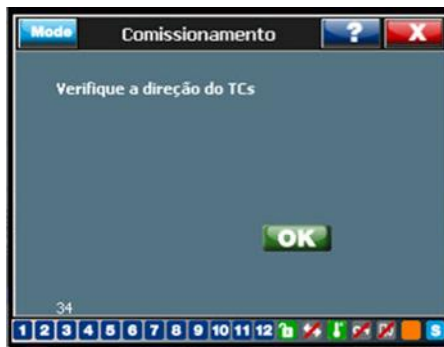 Mode Comissionamento ? X
Verifique a direção do TCs
OK
34
1 2 3 4 5 6 7 8 9 10 11 12 S